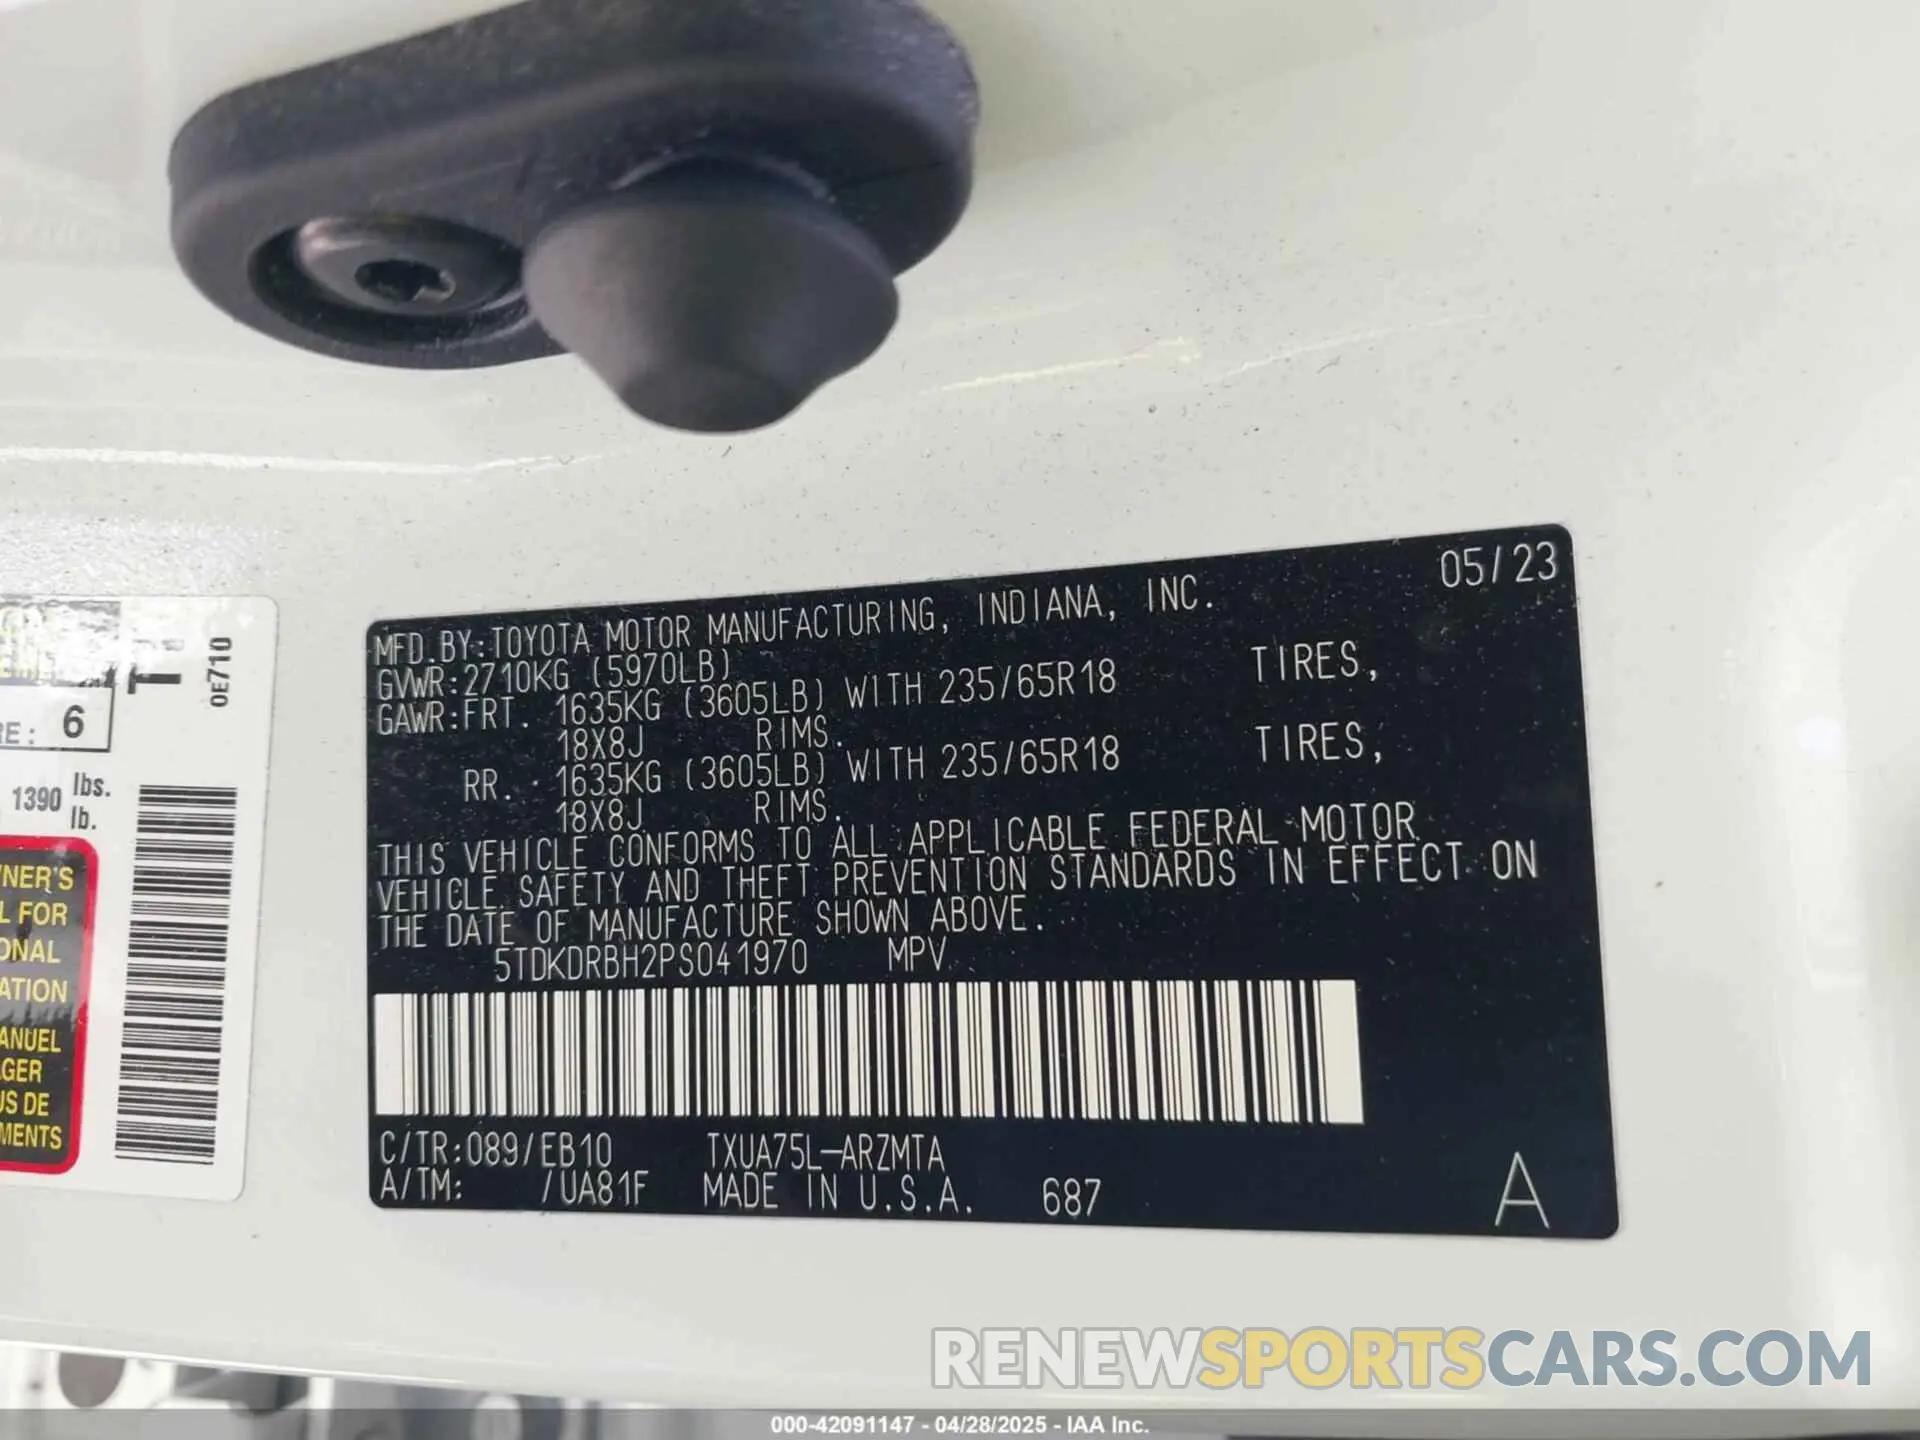 05/23
MFD.BY:TOYOTA MOTOR MANUFACTURING, INDIANA, INC.
GVWR:2710KG (5970LB)
GAWR:FRT. 1635KG (3605LB) WITH 235/65R18 TIRES,
18X8J RIMS.
RR. 1635KG (3605LB) WITH 235/65R18 TIRES,
18X8J RIMS.
THIS VEHICLE CONFORMS TO ALL APPLICABLE FEDERAL MOTOR
VEHICLE SAFETY AND THEFT PREVENTION STANDARDS IN EFFECT ON
THE DATE OF MANUFACTURE SHOWN ABOVE.
5TDKDRBH2PS041970 MPV
C/TR:089/EB10 TXUA75L-ARZMTA
A/TM: /UA81F MADE IN U.S.A. 687
A
0E710
RE: 6
1390 lbs.
lb.
NER'S
L FOR
ONAL
ATION
ANUEL
GER
US DE
MENTS
RENEWSPORTSCARS.COM
000-42091147 - 04/28/2025 - IAA Inc.